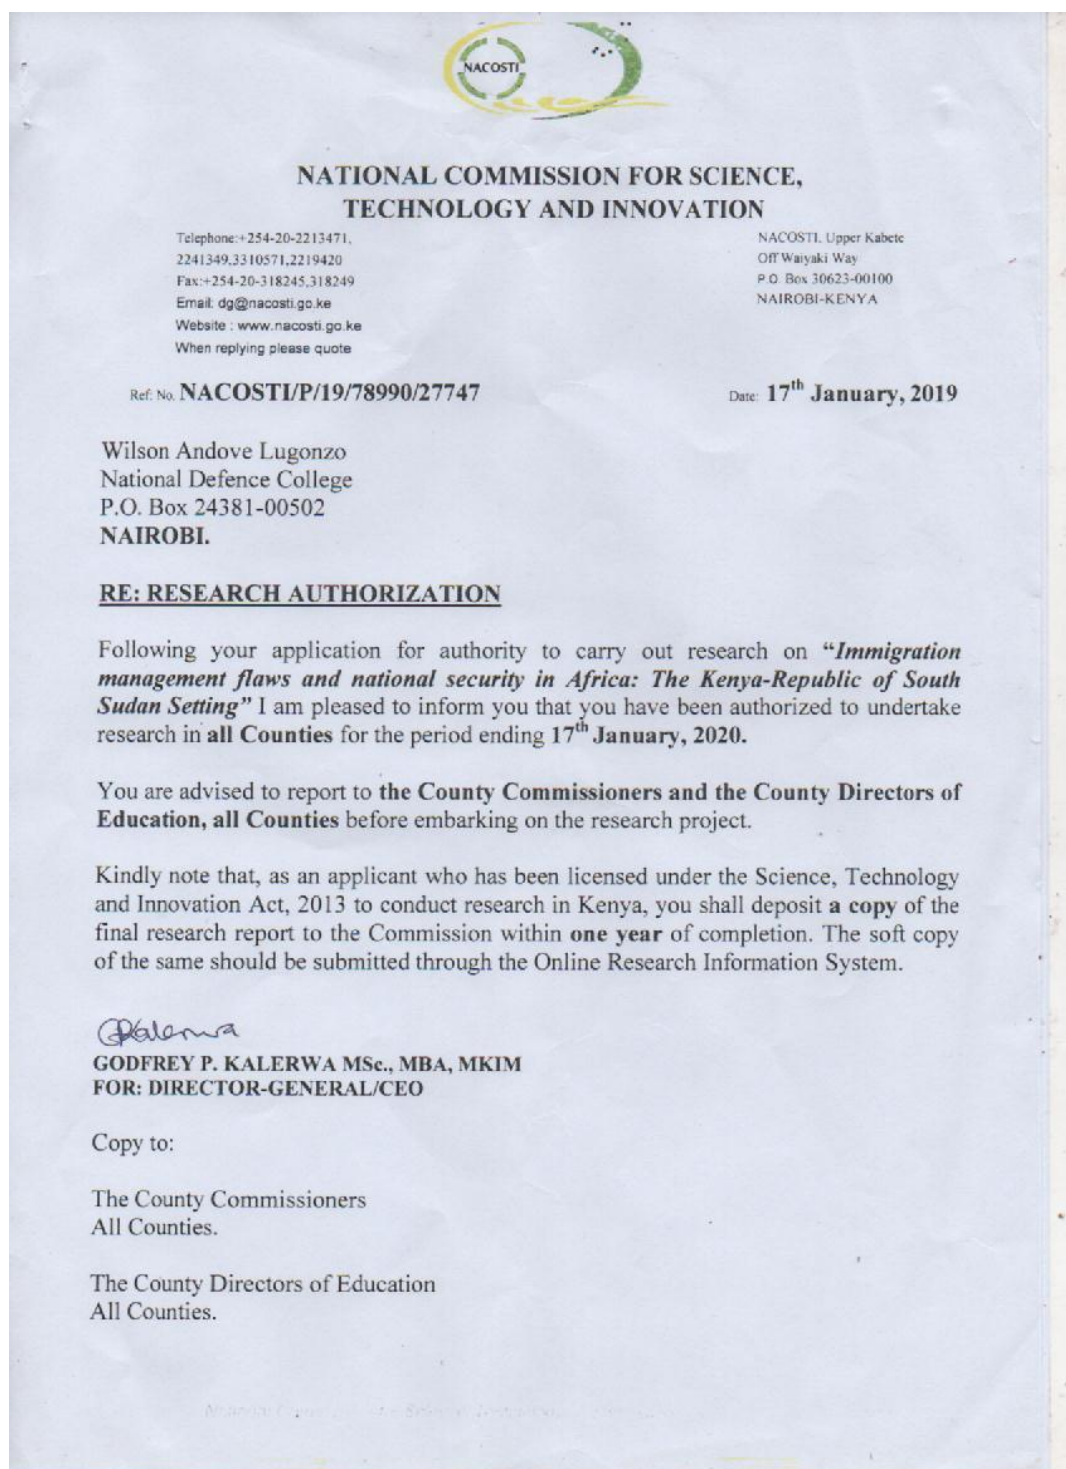 NACOSTI
NATIONAL COMMISSION FOR SCIENCE,
TECHNOLOGY AND INNOVATION
Telephone:+254-20-2213471,
2241349,3310571,2219420
Fax:+254-20-318245,318249
Email: dg@nacosti.go.ke
Website : www.nacosti.go.ke
When replying please quote
NACOSTI, Upper Kabete
Off Waiyaki Way
P.O. Box 30623-00100
NAIROBI-KENYA
Ref: No. NACOSTI/P/19/78990/27747
Date: 17th January, 2019
Wilson Andove Lugonzo
National Defence College
P.O. Box 24381-00502
NAIROBI.
RE: RESEARCH AUTHORIZATION
Following your application for authority to carry out research on “Immigration
management flaws and national security in Africa: The Kenya-Republic of South
Sudan Setting” I am pleased to inform you that you have been authorized to undertake
research in all Counties for the period ending 17th January, 2020.
You are advised to report to the County Commissioners and the County Directors of
Education, all Counties before embarking on the research project.
Kindly note that, as an applicant who has been licensed under the Science, Technology
and Innovation Act, 2013 to conduct research in Kenya, you shall deposit a copy of the
final research report to the Commission within one year of completion. The soft copy
of the same should be submitted through the Online Research Information System.
GPKalerwa
GODFREY P. KALERWA MSc., MBA, MKIM
FOR: DIRECTOR-GENERAL/CEO
Copy to:
The County Commissioners
All Counties.
The County Directors of Education
All Counties.